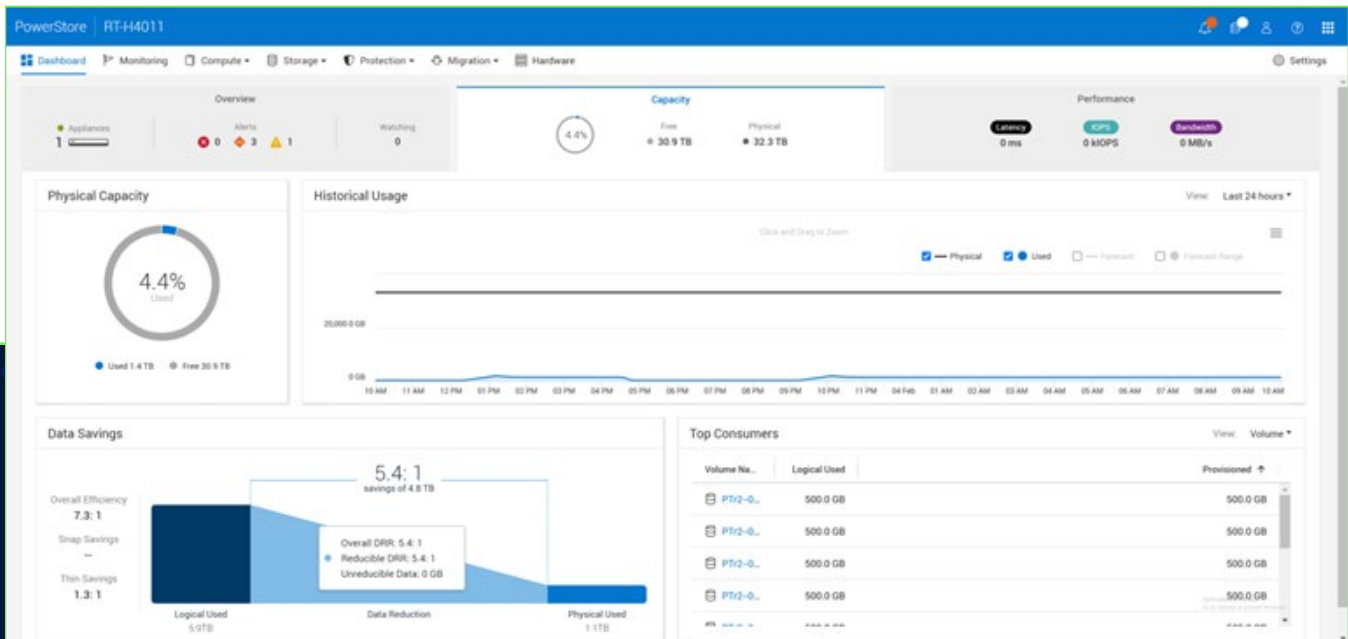 PowerStore RT-H4011
Dashboard Monitoring Compute Storage Protection Migration Hardware Settings
Overview
Appliances
1
Alerts
0 3 1
Watching
0
Capacity
4.4%
Free
30.9 TB
Physical
32.3 TB
Performance
Latency
0 ms
IOPS
0 kIOPS
Bandwidth
0 MB/s
Physical Capacity
4.4%
Used
Used 1.4 TB Free 30.9 TB
Historical Usage
View: Last 24 hours
Click and Drag to Zoom
Physical Used Forecast Forecast Range
20,000.0 GB
0 GB
10 AM 11 AM 12 PM 01 PM 02 PM 03 PM 04 PM 05 PM 06 PM 07 PM 08 PM 09 PM 10 PM 11 PM 04 Feb 01 AM 02 AM 03 AM 04 AM 05 AM 06 AM 07 AM 08 AM 09 AM 10 AM
Data Savings
Overall Efficiency
7.3: 1
Snap Savings
--
Thin Savings
1.3: 1
5.4: 1
savings of 4.8 TB
Overall DRR: 5.4: 1
Reducible DRR: 5.4: 1
Unreducible Data: 0 GB
Logical Used
5.9TB
Data Reduction
Physical Used
1.1TB
Top Consumers
View: Volume
Volume Na... Logical Used Provisioned
PTr2-0... 500.0 GB 500.0 GB
PTr2-0... 500.0 GB 500.0 GB
PTr2-0... 500.0 GB 500.0 GB
PTr2-0... 500.0 GB 500.0 GB